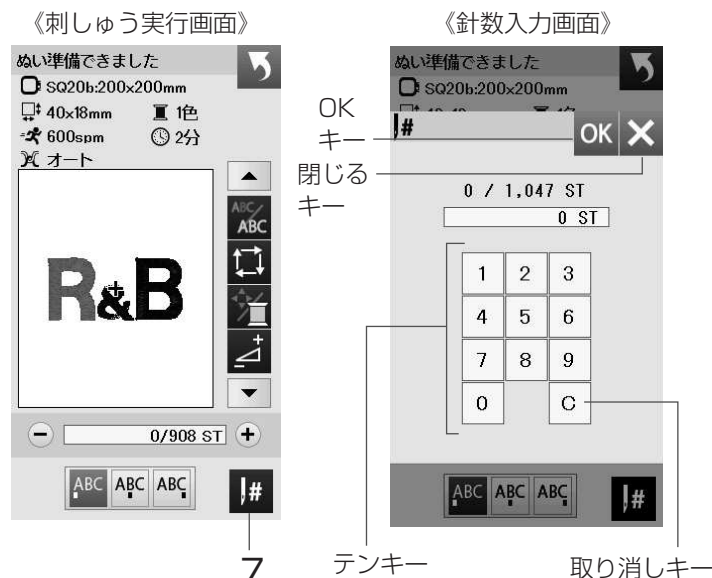 《刺しゅう実行画面》
ぬい準備できました
SQ20b:200×200mm
40×18mm 1色
600spm 2分
オート
ABC/ABC
R&B
0/908 ST
ABC ABC ABC #
7
《針数入力画面》
ぬい準備できました
SQ20b:200×200mm
#
OK ×
OK
キー
閉じる
キー
0 / 1,047 ST
0 ST
1 2 3
4 5 6
7 8 9
0 C
ABC ABC ABC #
テンキー
取り消しキー